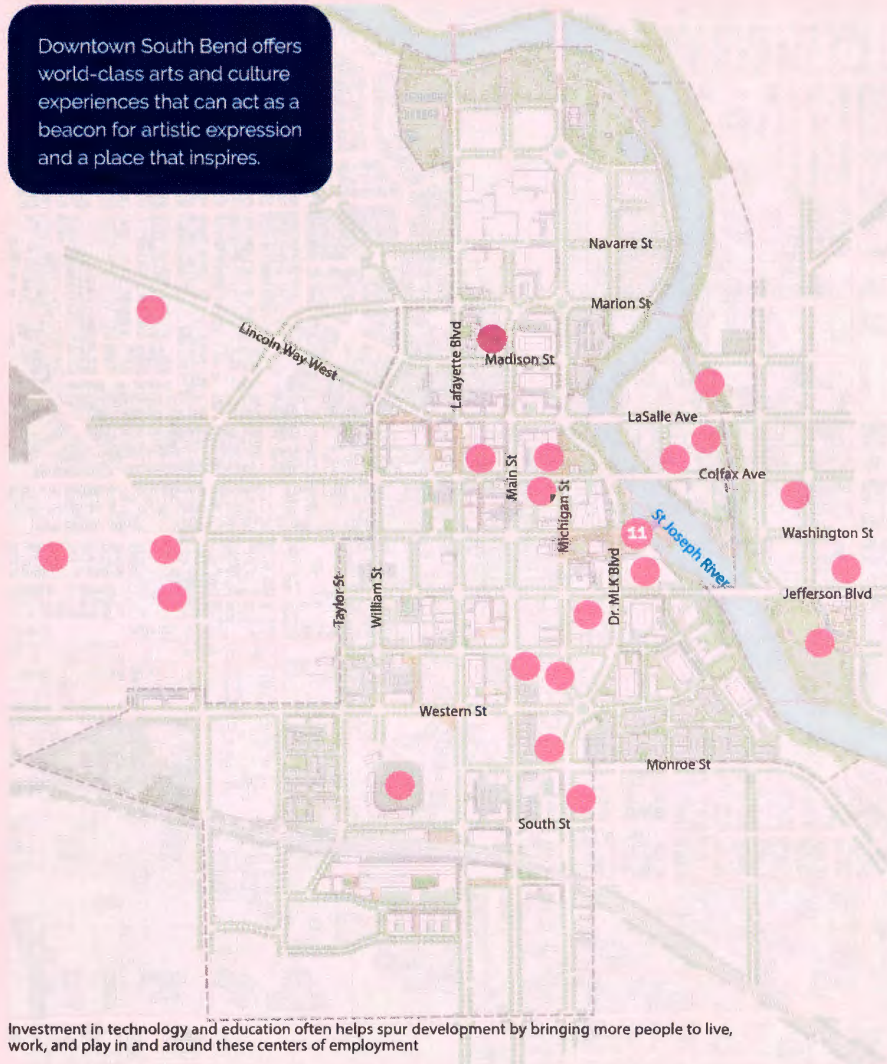 Downtown South Bend offers
world-class arts and culture
experiences that can act as a
beacon for artistic expression
and a place that inspires.
Navarre St
Marion St
Lincoln Way West
Lafayette Blvd
Madison St
LaSalle Ave
Main St
Colfax Ave
Michigan St
11
St Joseph River
Washington St
Dr. MLK Blvd
Taylor St
William St
Jefferson Blvd
Western St
Monroe St
South St
Investment in technology and education often helps spur development by bringing more people to live,
work, and play in and around these centers of employment